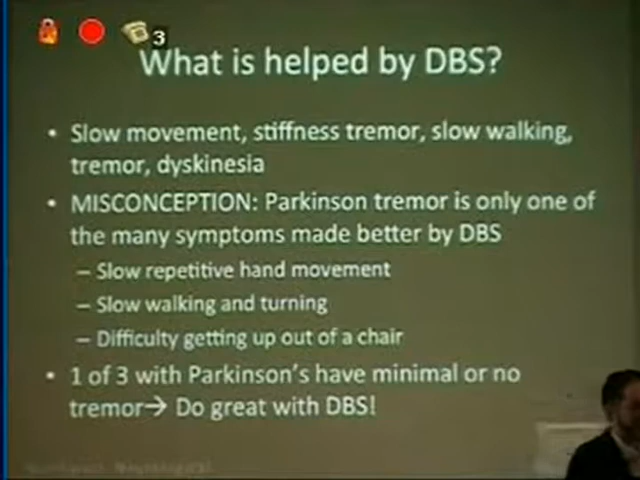 3
What is helped by DBS?
• Slow movement, stiffness tremor, slow walking,
tremor, dyskinesia
• MISCONCEPTION: Parkinson tremor is only one of
the many symptoms made better by DBS
– Slow repetitive hand movement
– Slow walking and turning
– Difficulty getting up out of a chair
• 1 of 3 with Parkinson's have minimal or no
tremor→ Do great with DBS!